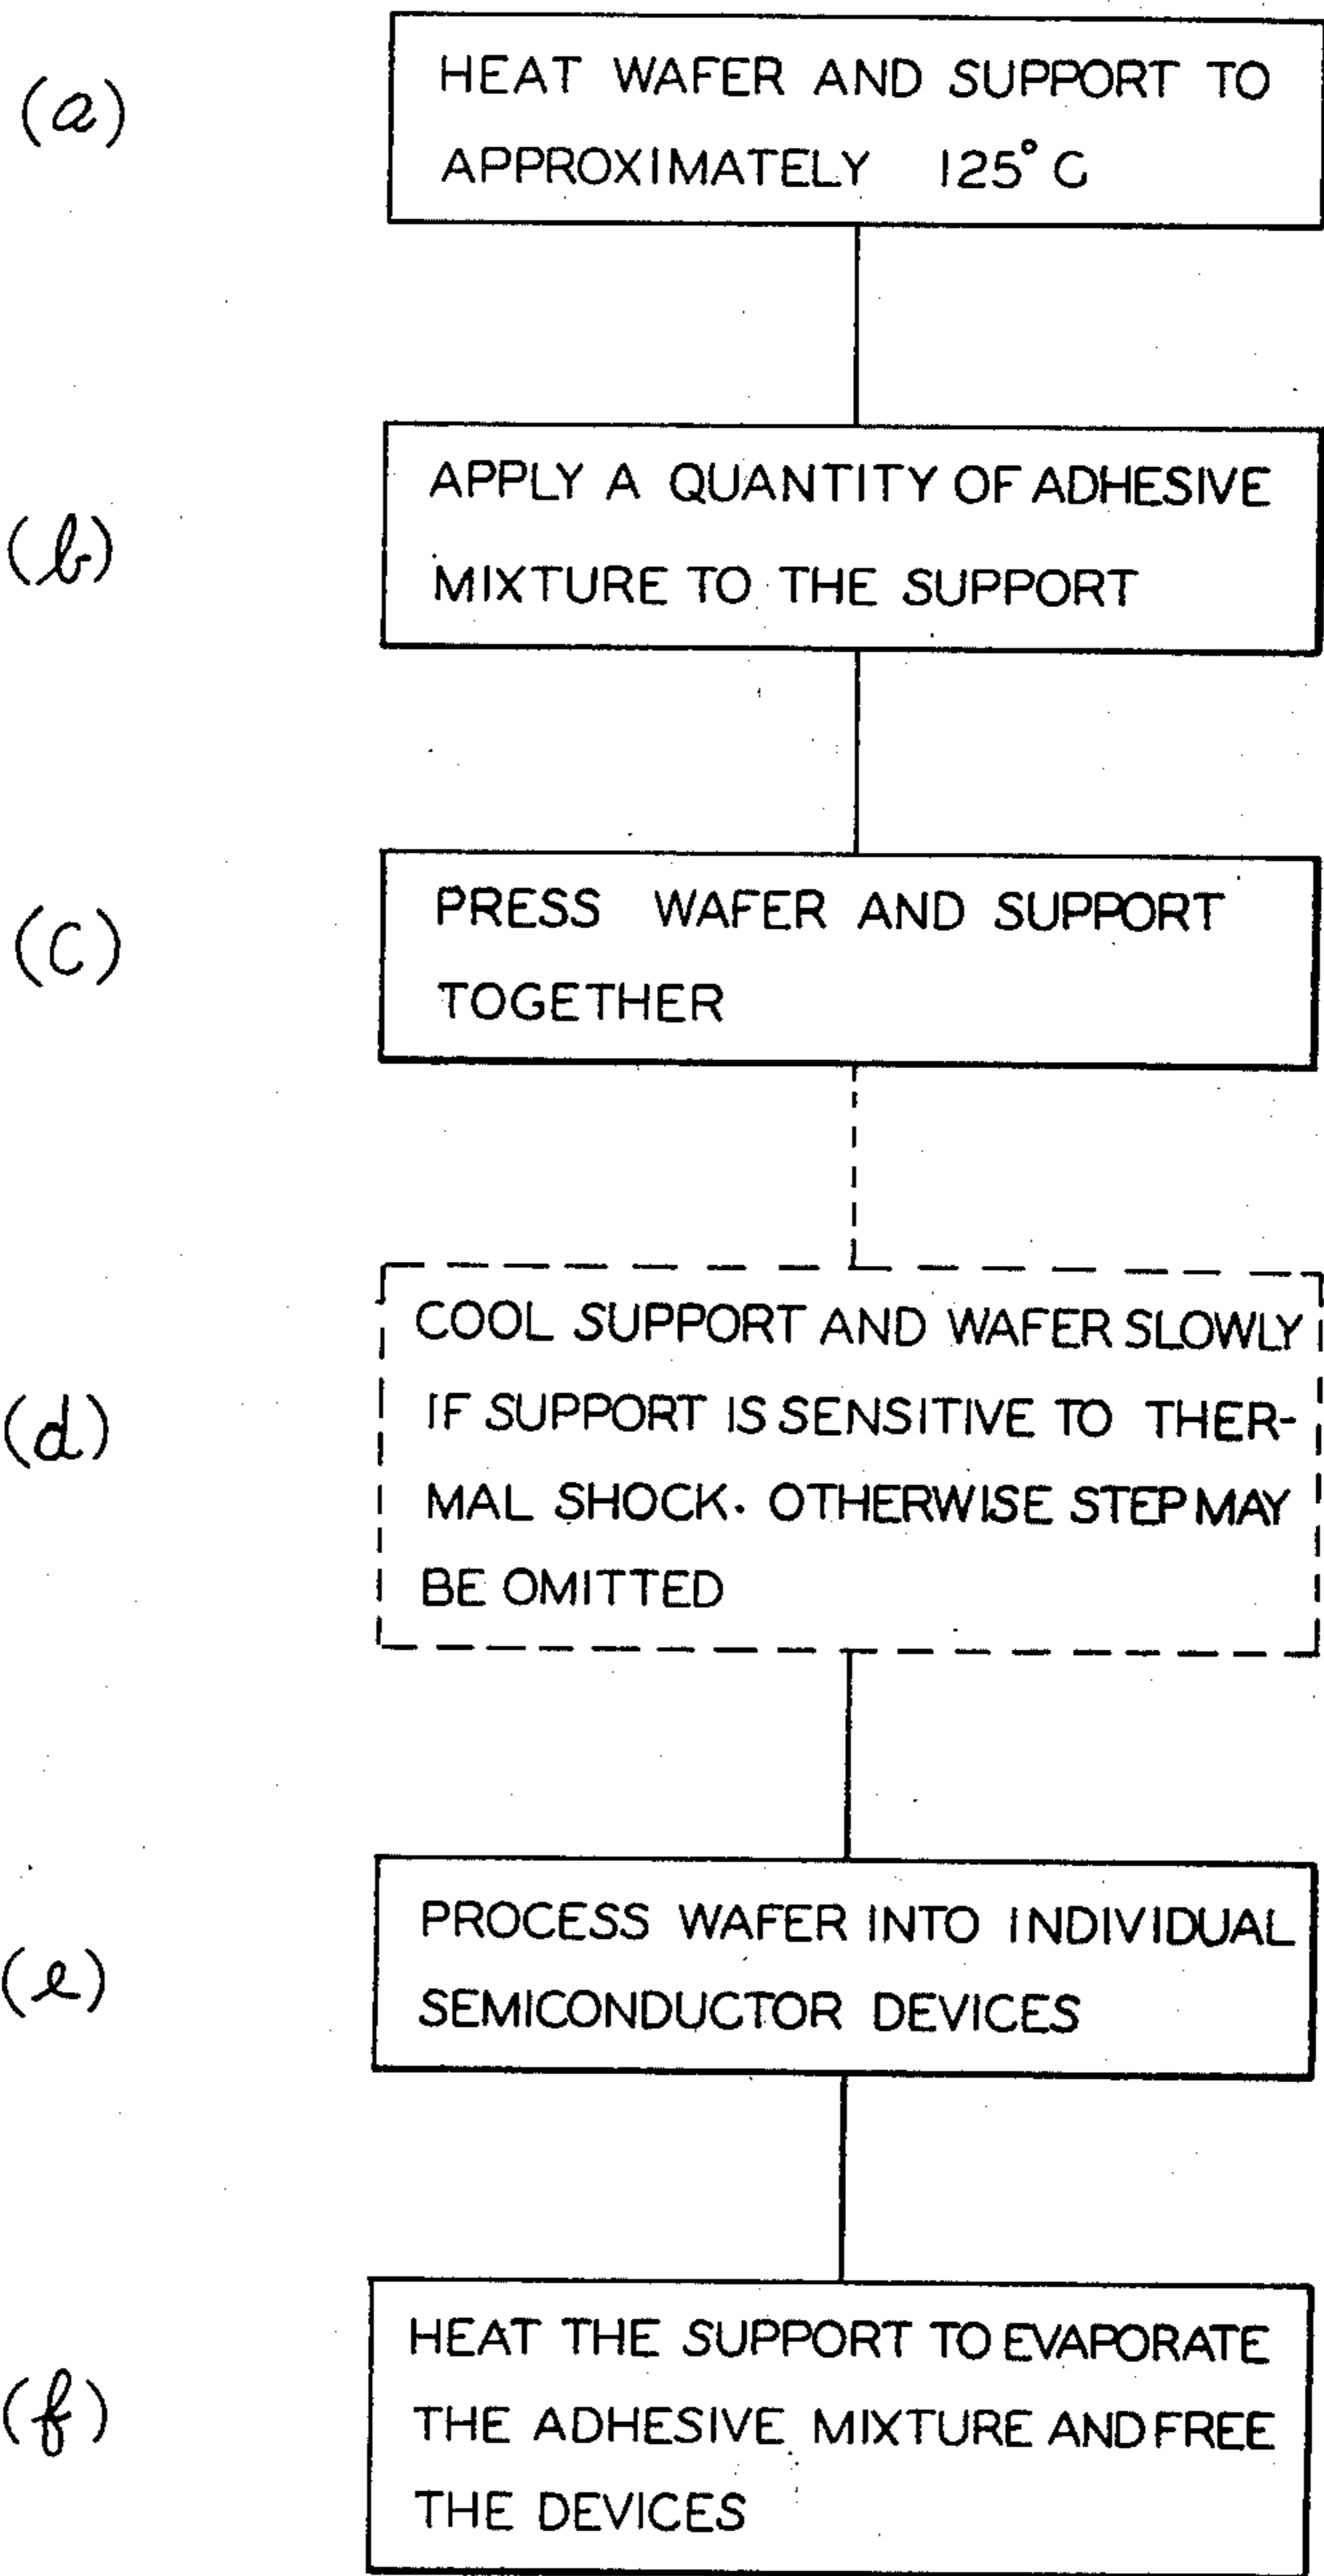 (a)
HEAT WAFER AND SUPPORT TO
APPROXIMATELY 125° C
(b)
APPLY A QUANTITY OF ADHESIVE
MIXTURE TO THE SUPPORT
(C)
PRESS WAFER AND SUPPORT
TOGETHER
(d)
COOL SUPPORT AND WAFER SLOWLY
IF SUPPORT IS SENSITIVE TO THER-
MAL SHOCK. OTHERWISE STEP MAY
BE OMITTED
(e)
PROCESS WAFER INTO INDIVIDUAL
SEMICONDUCTOR DEVICES
(f)
HEAT THE SUPPORT TO EVAPORATE
THE ADHESIVE MIXTURE AND FREE
THE DEVICES